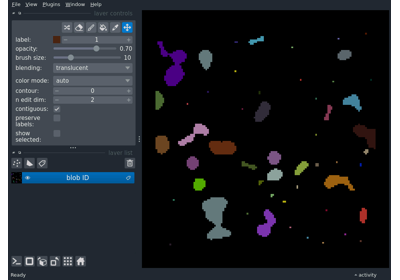 File View Plugins Window Help
layer controls
label: 1
opacity: 0.70
brush size: 10
blending: translucent
color mode: auto
contour: 0
n edit dim: 2
contiguous:
preserve
labels:
show
selected:
layer list
blob ID
Ready
activity